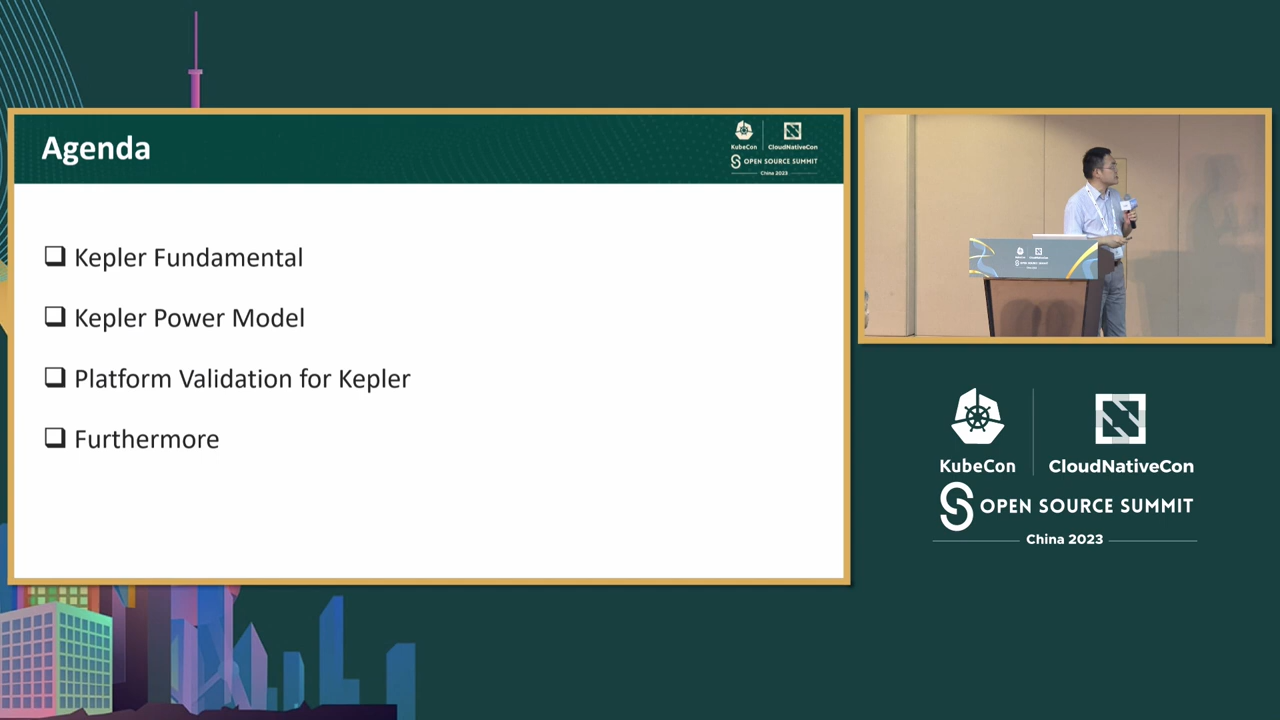 Agenda
KubeCon
CloudNativeCon
OPEN SOURCE SUMMIT
China 2023
Kepler Fundamental
Kepler Power Model
Platform Validation for Kepler
Furthermore
KubeCon
CloudNativeCon
OPEN SOURCE SUMMIT
China 2023